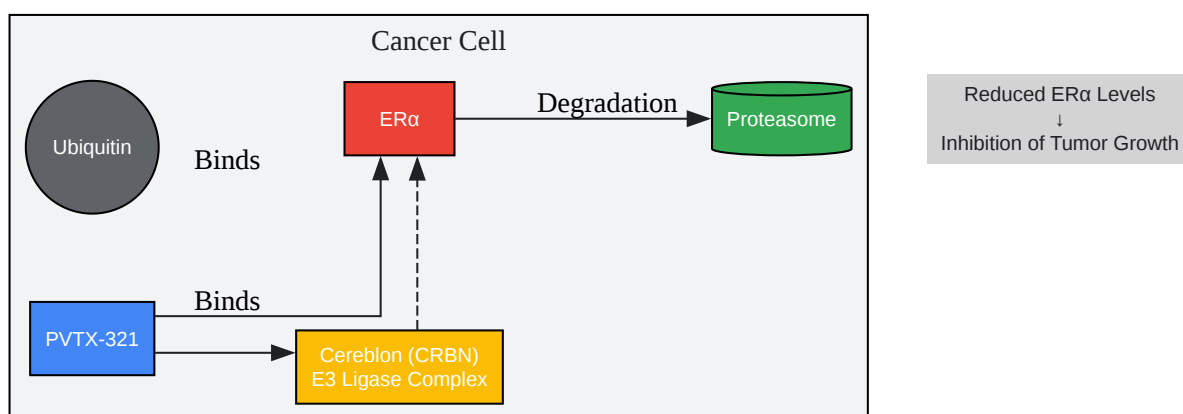 Cancer Cell
Ubiquitin
Binds
ERα
Degradation
Proteasome
Reduced ERα Levels
↓
Inhibition of Tumor Growth
PVTX-321
Binds
Cereblon (CRBN)
E3 Ligase Complex